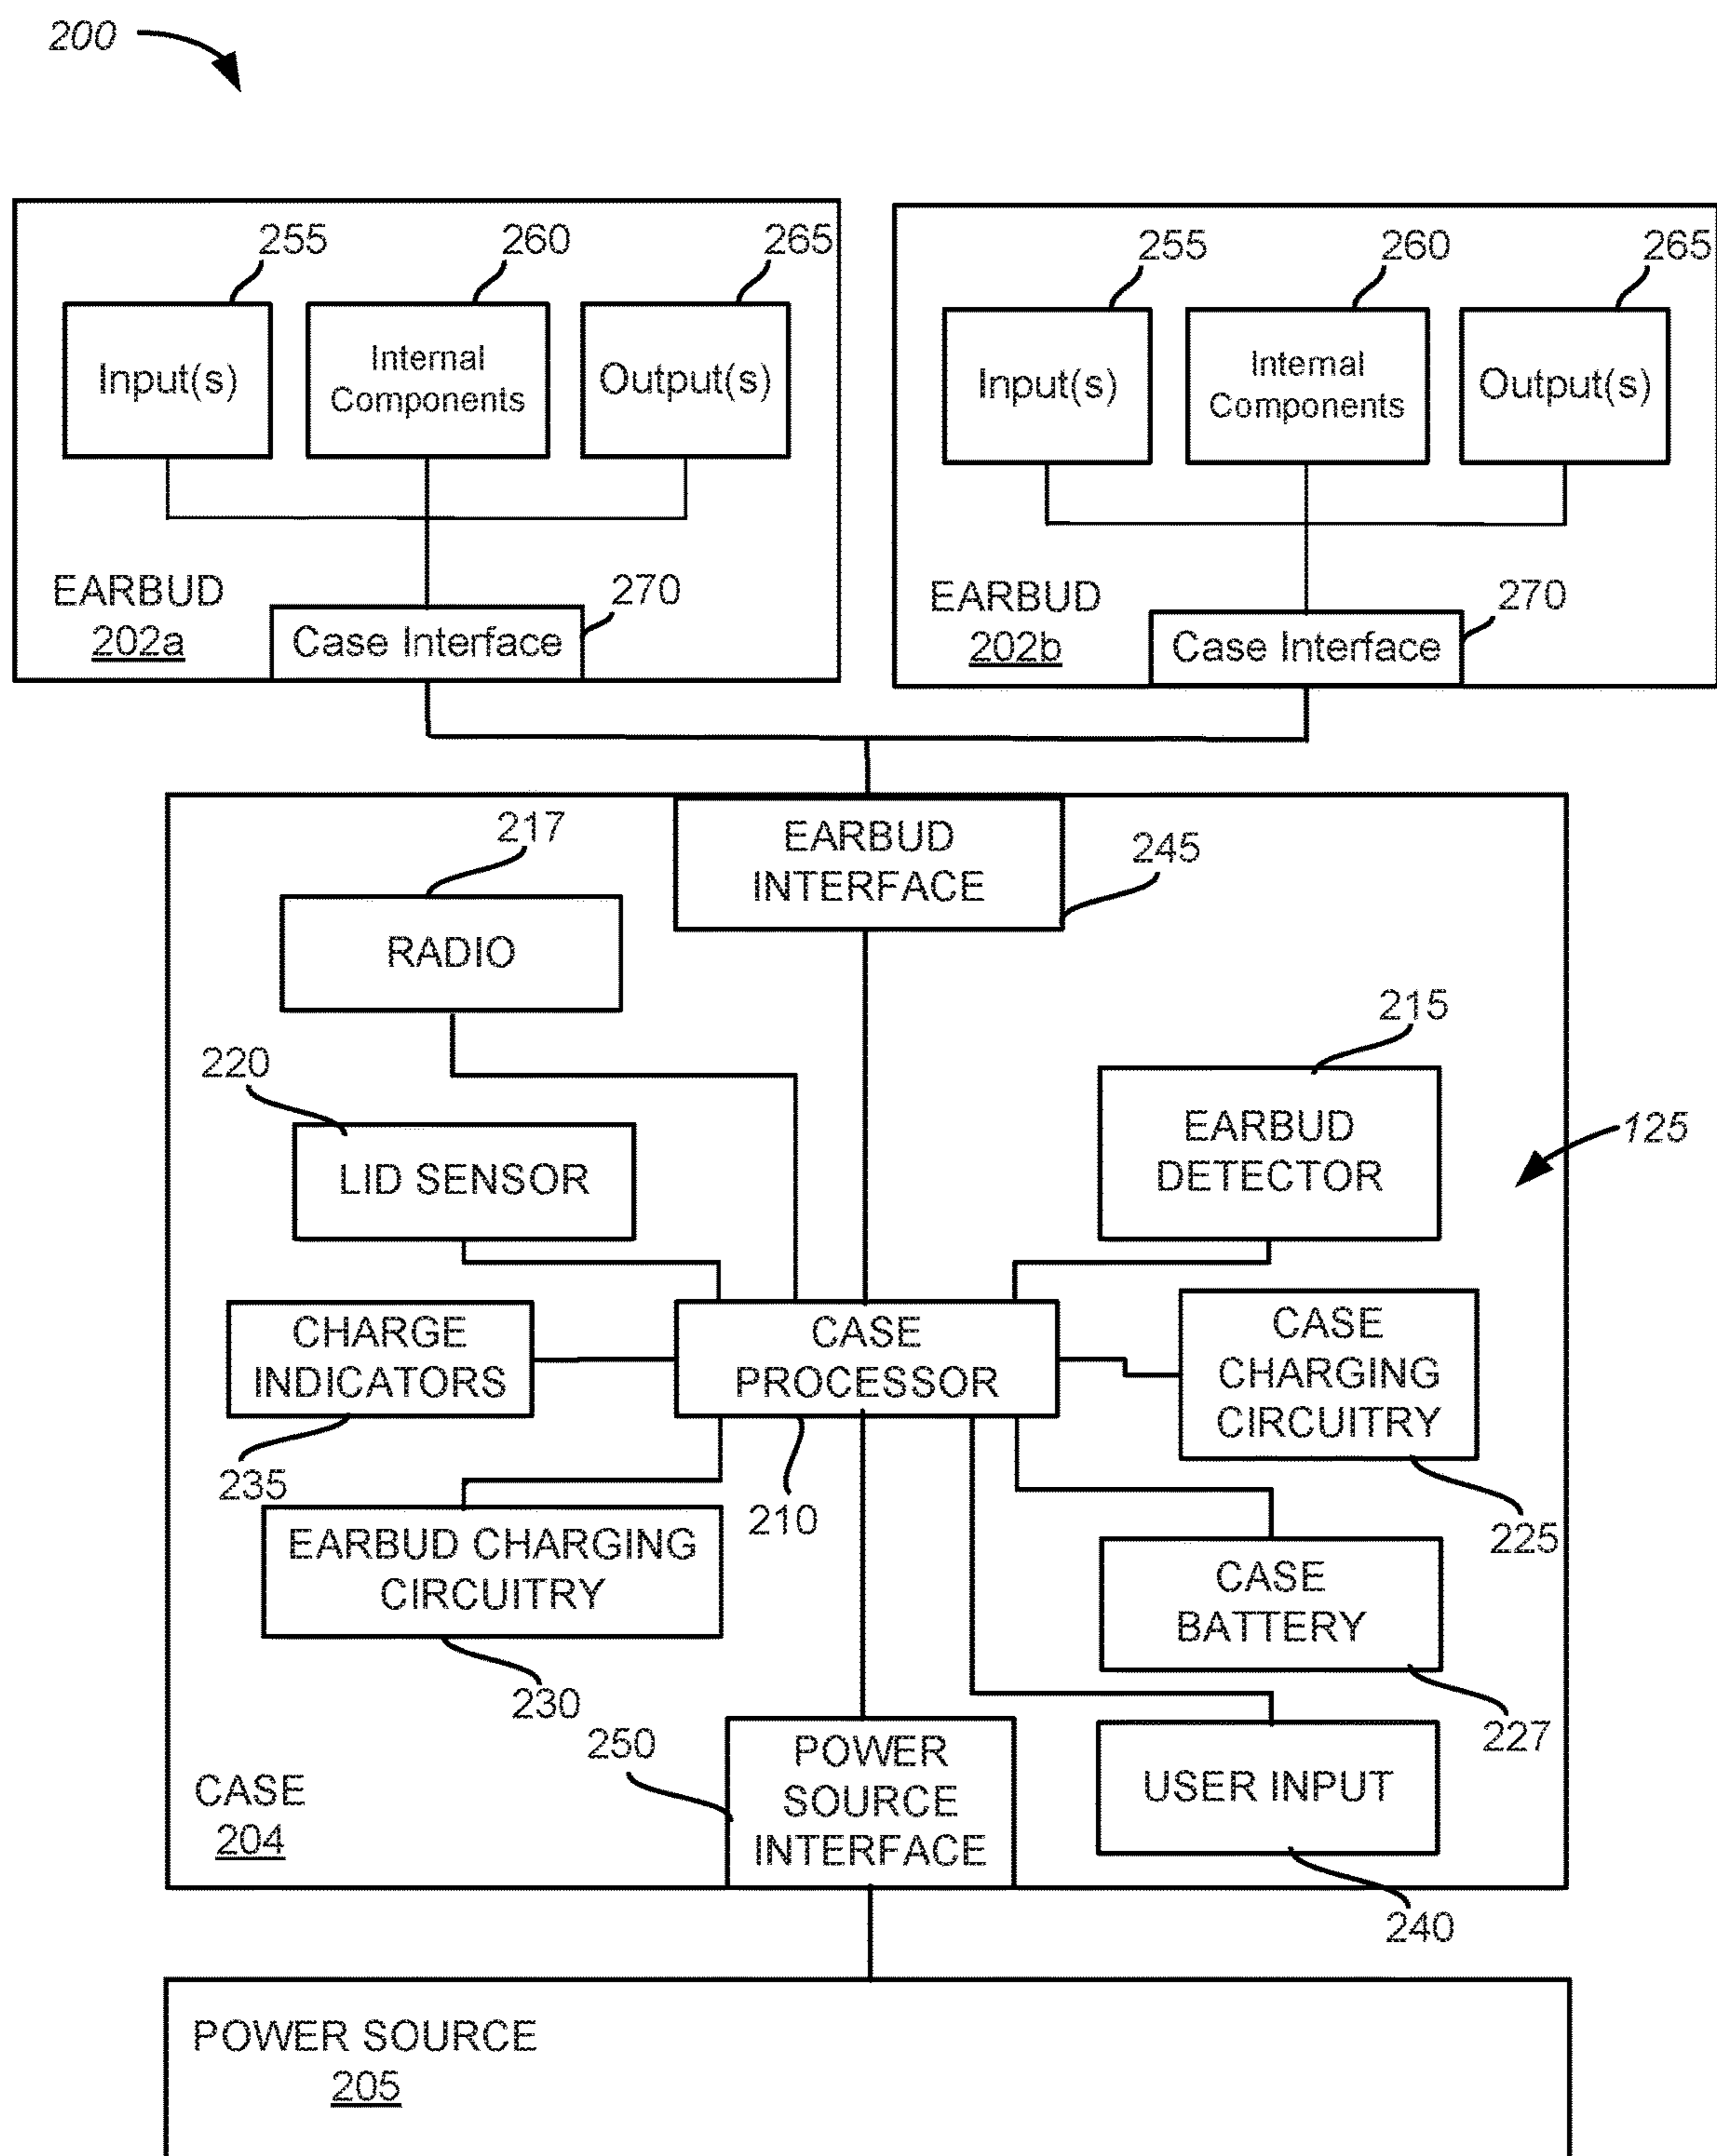 200
255
260
265
Input(s)
Internal
Components
Output(s)
EARBUD
202a
Case Interface
270
255
260
265
Input(s)
Internal
Components
Output(s)
EARBUD
202b
Case Interface
270
217
EARBUD
INTERFACE
245
RADIO
215
220
EARBUD
DETECTOR
125
LID SENSOR
CHARGE
INDICATORS
CASE
PROCESSOR
CASE
CHARGING
CIRCUITRY
235
210
225
EARBUD CHARGING
CIRCUITRY
CASE
BATTERY
230
227
250
POWER
SOURCE
INTERFACE
USER INPUT
CASE
204
240
POWER SOURCE
205